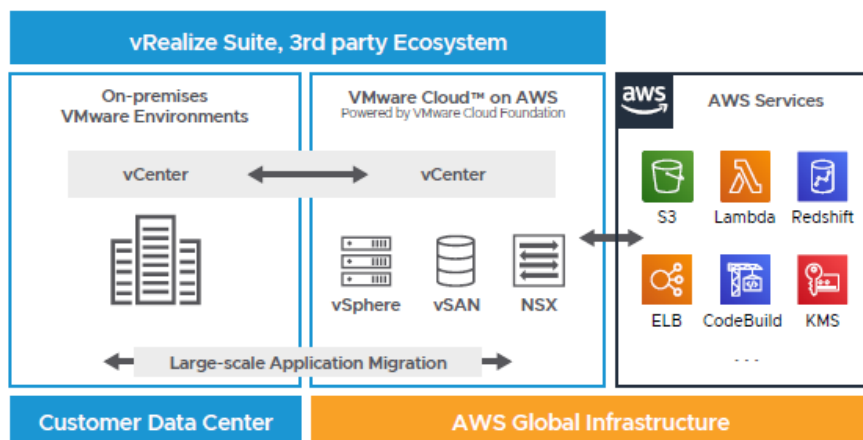 vRealize Suite, 3rd party Ecosystem
On-premises
VMware Environments
VMware Cloud™ on AWS
Powered by VMware Cloud Foundation
aws
AWS Services
vCenter
vCenter
S3
Lambda
Redshift
vSphere
vSAN
NSX
ELB
CodeBuild
KMS
...
Large-scale Application Migration
Customer Data Center
AWS Global Infrastructure